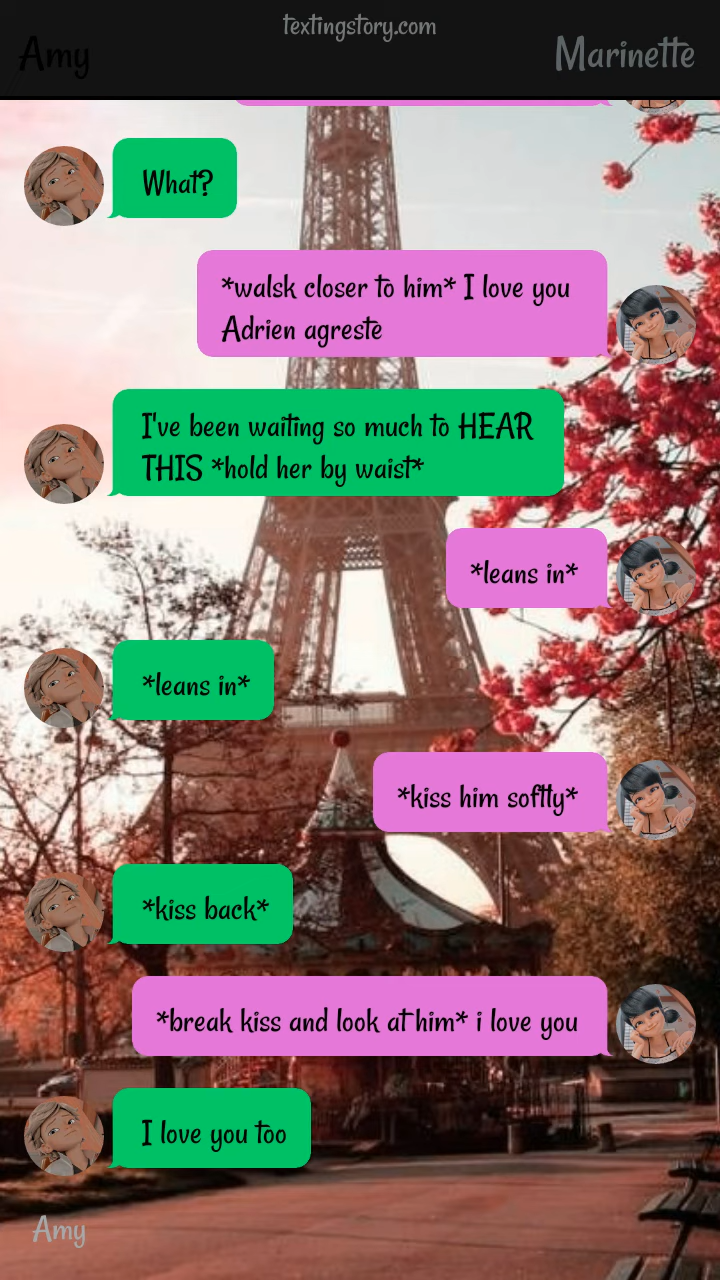 textingstory.com
Amy
Marinette
What?
*walsk closer to him* I love you
Adrien agreste
I've been waiting so much to HEAR
THIS *hold her by waist*
*leans in*
*leans in*
*kiss him softly*
*kiss back*
*break kiss and look at him* i love you
I love you too
Amy